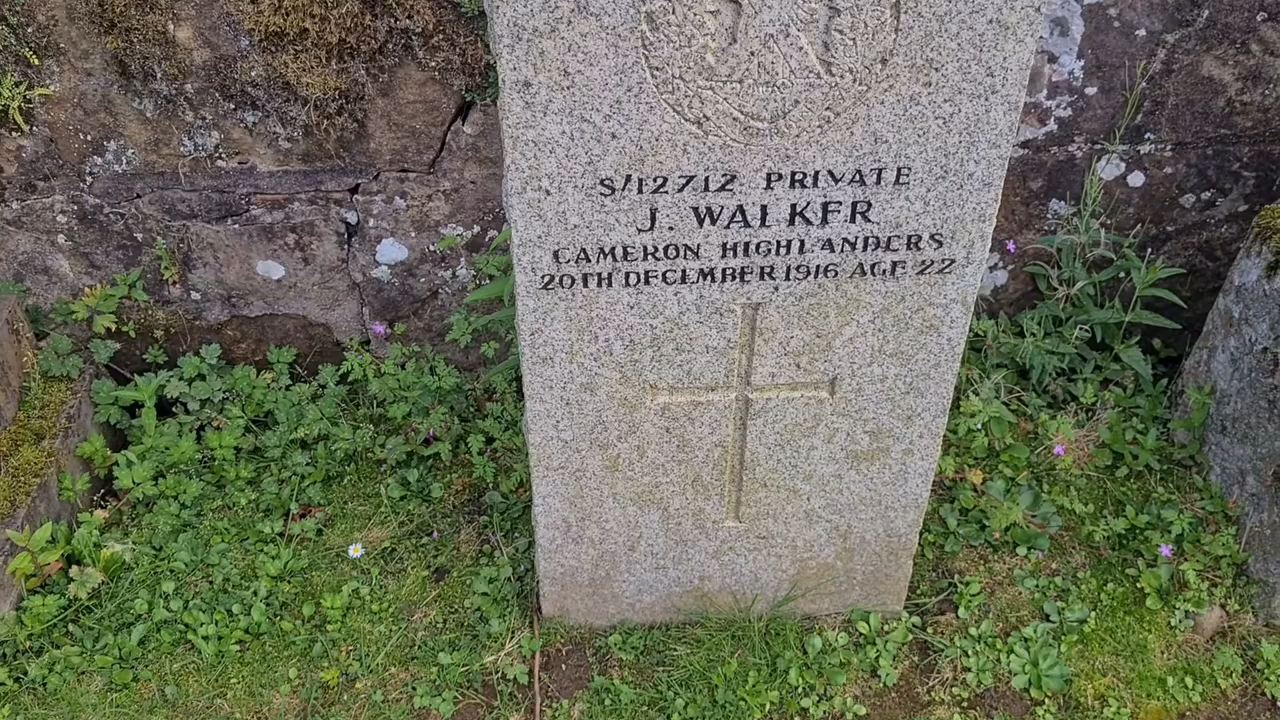 S/12712 PRIVATE
J. WALKER
CAMERON HIGHLANDERS
20TH DECEMBER 1916 AGE 22